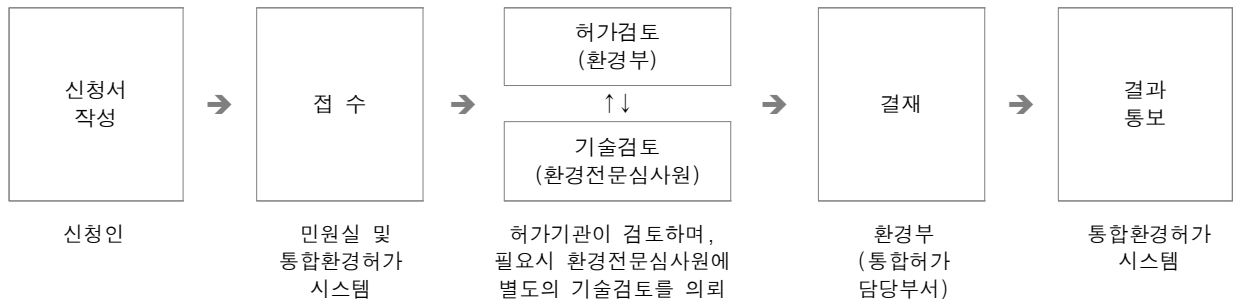 신청서
작성
➔
접 수
➔
허가검토
(환경부)
↑↓
기술검토
(환경전문심사원)
➔
결재
➔
결과
통보
신청인
민원실 및
통합환경허가
시스템
허가기관이 검토하며,
필요시 환경전문심사원에
별도의 기술검토를 의뢰
환경부
(통합허가
담당부서)
통합환경허가
시스템